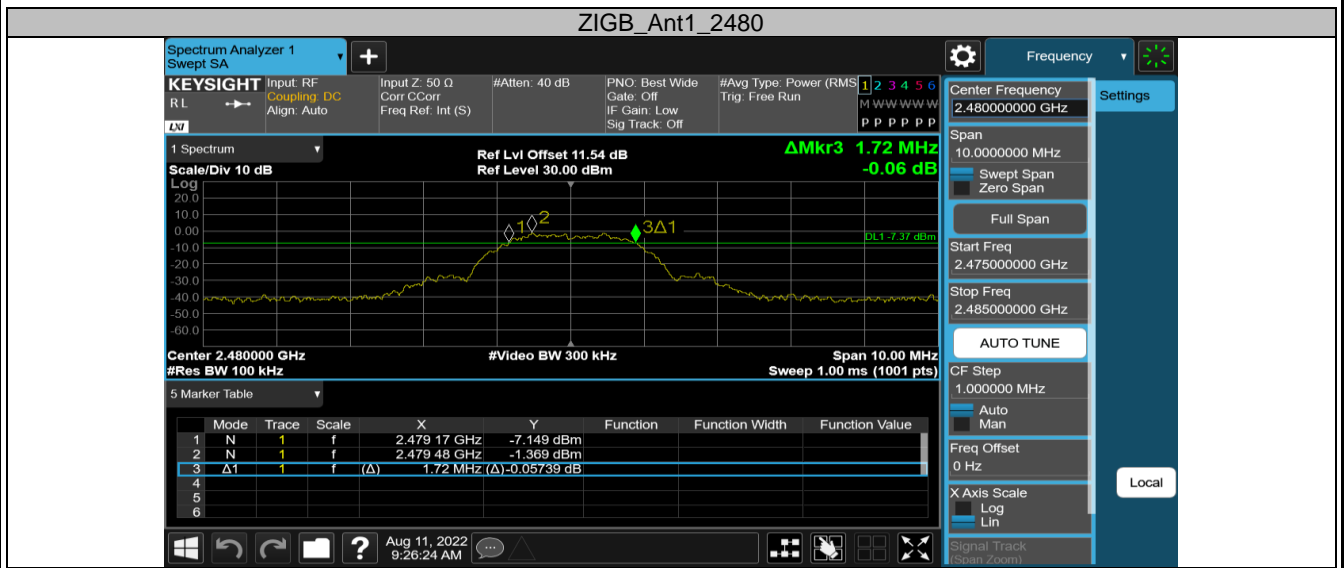 ZIGB_Ant1_2480
Spectrum Analyzer 1
Swept SA
+
Frequency
KEYSIGHT
RL
LXI
Input: RF
Coupling: DC
Align: Auto
Input Z: 50 Ω
Corr CCorr
Freq Ref: Int (S)
#Atten: 40 dB
PNO: Best Wide
Gate: Off
IF Gain: Low
Sig Track: Off
#Avg Type: Power (RMS
Trig: Free Run
1 2 3 4 5 6
M W W W W W
P P P P P P
1 Spectrum
Scale/Div 10 dB
Ref Lvl Offset 11.54 dB
Ref Level 30.00 dBm
ΔMkr3 1.72 MHz
-0.06 dB
Log
20.0
10.0
0.00
-10.0
-20.0
-30.0
-40.0
-50.0
-60.0
1
2
3Δ1
DL1 -7.37 dBm
Center 2.480000 GHz
#Video BW 300 kHz
Span 10.00 MHz
#Res BW 100 kHz
Sweep 1.00 ms (1001 pts)
5 Marker Table
Mode Trace Scale X Y Function Function Width Function Value
1 N 1 f 2.479 17 GHz -7.149 dBm
2 N 1 f 2.479 48 GHz -1.369 dBm
3 Δ1 1 f (Δ) 1.72 MHz (Δ) -0.05739 dB
4
5
6
?
Aug 11, 2022
9:26:24 AM
Center Frequency
2.480000000 GHz
Span
10.0000000 MHz
Swept Span
Zero Span
Full Span
Start Freq
2.475000000 GHz
Stop Freq
2.485000000 GHz
AUTO TUNE
CF Step
1.000000 MHz
Auto
Man
Freq Offset
0 Hz
X Axis Scale
Log
Lin
Signal Track
(Span Zoom)
Settings
Local